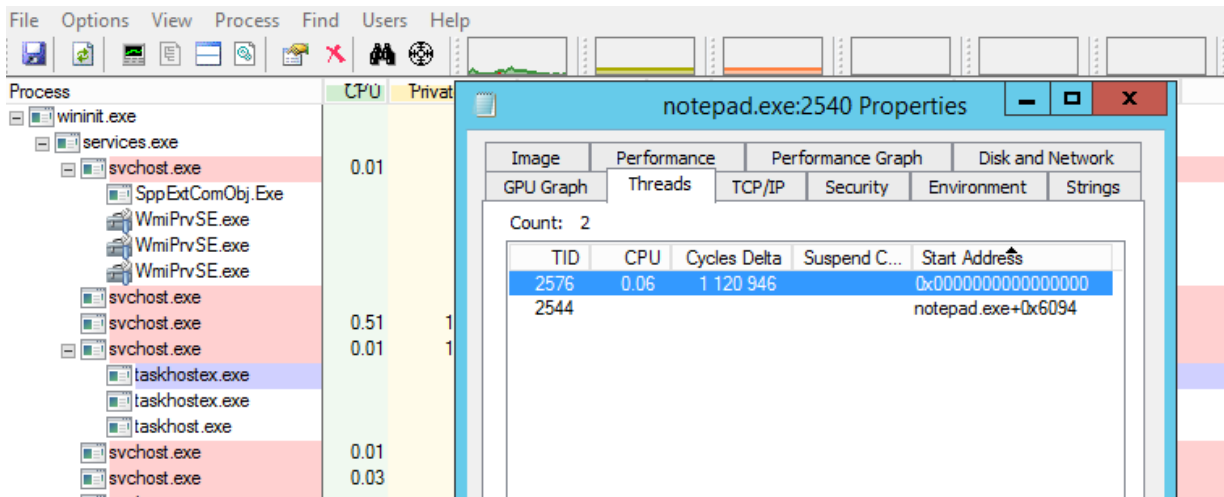 File Options View Process Find Users Help
Process CPU Privat
wininit.exe
services.exe
svchost.exe 0.01
SppExtComObj.Exe
WmiPrvSE.exe
WmiPrvSE.exe
WmiPrvSE.exe
svchost.exe
svchost.exe 0.51 1
svchost.exe 0.01 1
taskhostex.exe
taskhostex.exe
taskhost.exe
svchost.exe 0.01
svchost.exe 0.03
notepad.exe:2540 Properties
Image Performance Performance Graph Disk and Network
GPU Graph Threads TCP/IP Security Environment Strings
Count: 2
TID CPU Cycles Delta Suspend C... Start Address
2576 0.06 1 120 946 0x0000000000000000
2544 notepad.exe+0x6094